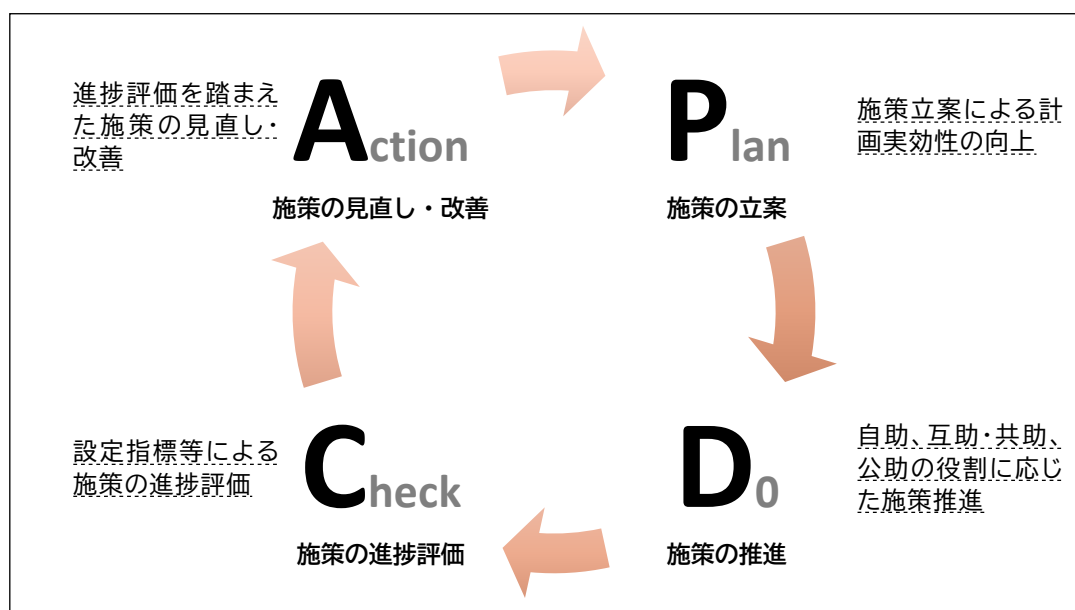 進捗評価を踏まえ
た施策の見直し・
改善
Action
施策の見直し・改善
Plan
施策の立案
施策立案による計
画実効性の向上
設定指標等による
施策の進捗評価
Check
施策の進捗評価
D0
施策の推進
自助、互助・共助、
公助の役割に応じ
た施策推進